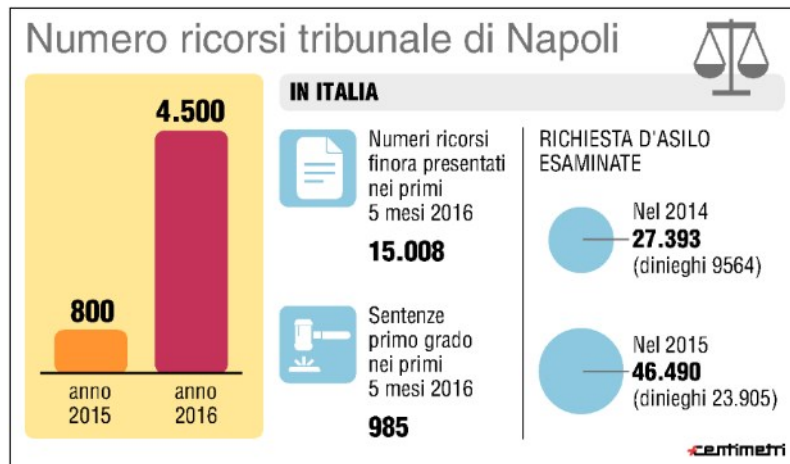 Numero ricorsi tribunale di Napoli
4.500
800
anno
2015
anno
2016
IN ITALIA
Numeri ricorsi
finora presentati
nei primi
5 mesi 2016
15.008
Sentenze
primo grado
nei primi
5 mesi 2016
985
RICHIESTA D'ASILO
ESAMINATE
Nel 2014
27.393
(dinieghi 9564)
Nel 2015
46.490
(dinieghi 23.905)
centimetri